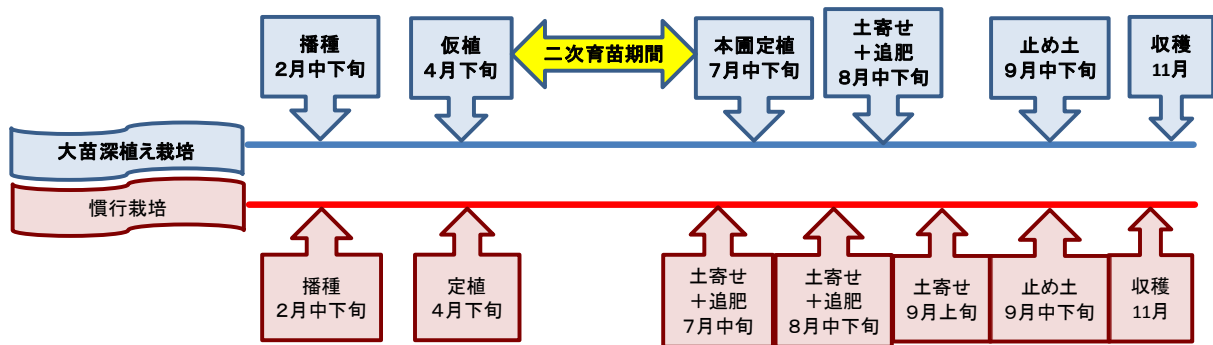 播種
2月中下旬
仮植
4月下旬
二次育苗期間
本圃定植
7月中下旬
土寄せ
+追肥
8月中下旬
止め土
9月中下旬
収穫
11月
大苗深植え栽培
慣行栽培
播種
2月中下旬
定植
4月下旬
土寄せ
+追肥
7月中旬
土寄せ
+追肥
8月中下旬
土寄せ
9月上旬
止め土
9月中下旬
収穫
11月